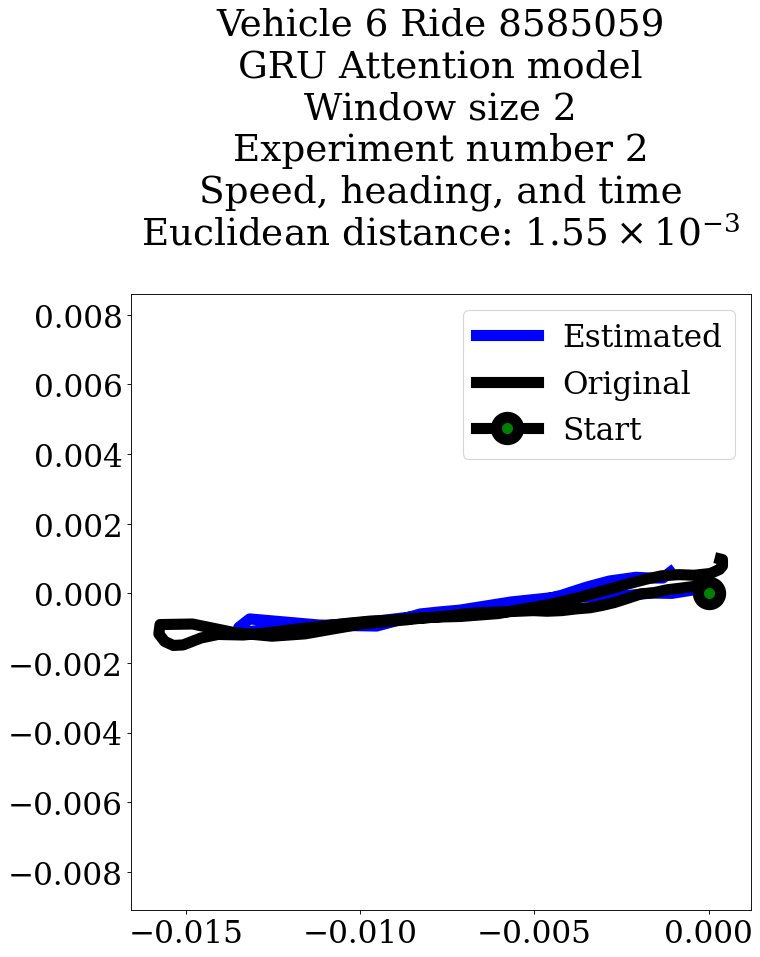 Vehicle 6 Ride 8585059
GRU Attention model
Window size 2
Experiment number 2
Speed, heading, and time
Euclidean distance: 1.55 × 10⁻³
Estimated
Original
Start
0.008
0.006
0.004
0.002
0.000
−0.002
−0.004
−0.006
−0.008
−0.015 −0.010 −0.005 0.000